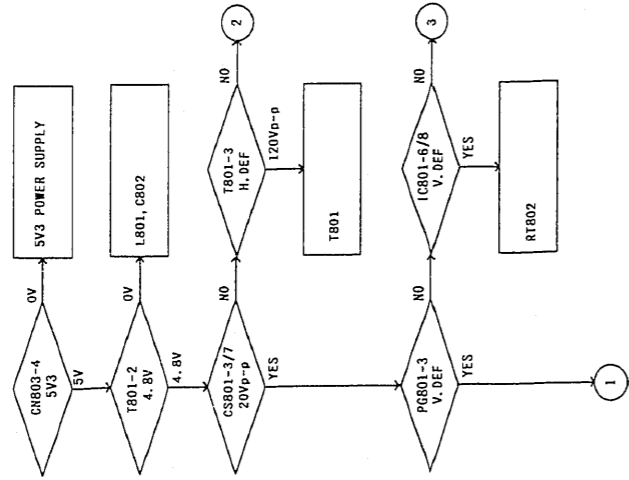 CN803-4
5V3
0V
5V3 POWER SUPPLY
5V
T801-2
4.8V
0V
L801,C802
4.8V
CS801-3/7
20Vp-p
NO
T801-3
H.DEF
NO
2
120Vp-p
T801
YES
PG801-3
V.DEF
NO
IC801-6/8
V.DEF
NO
3
YES
RT802
YES
1